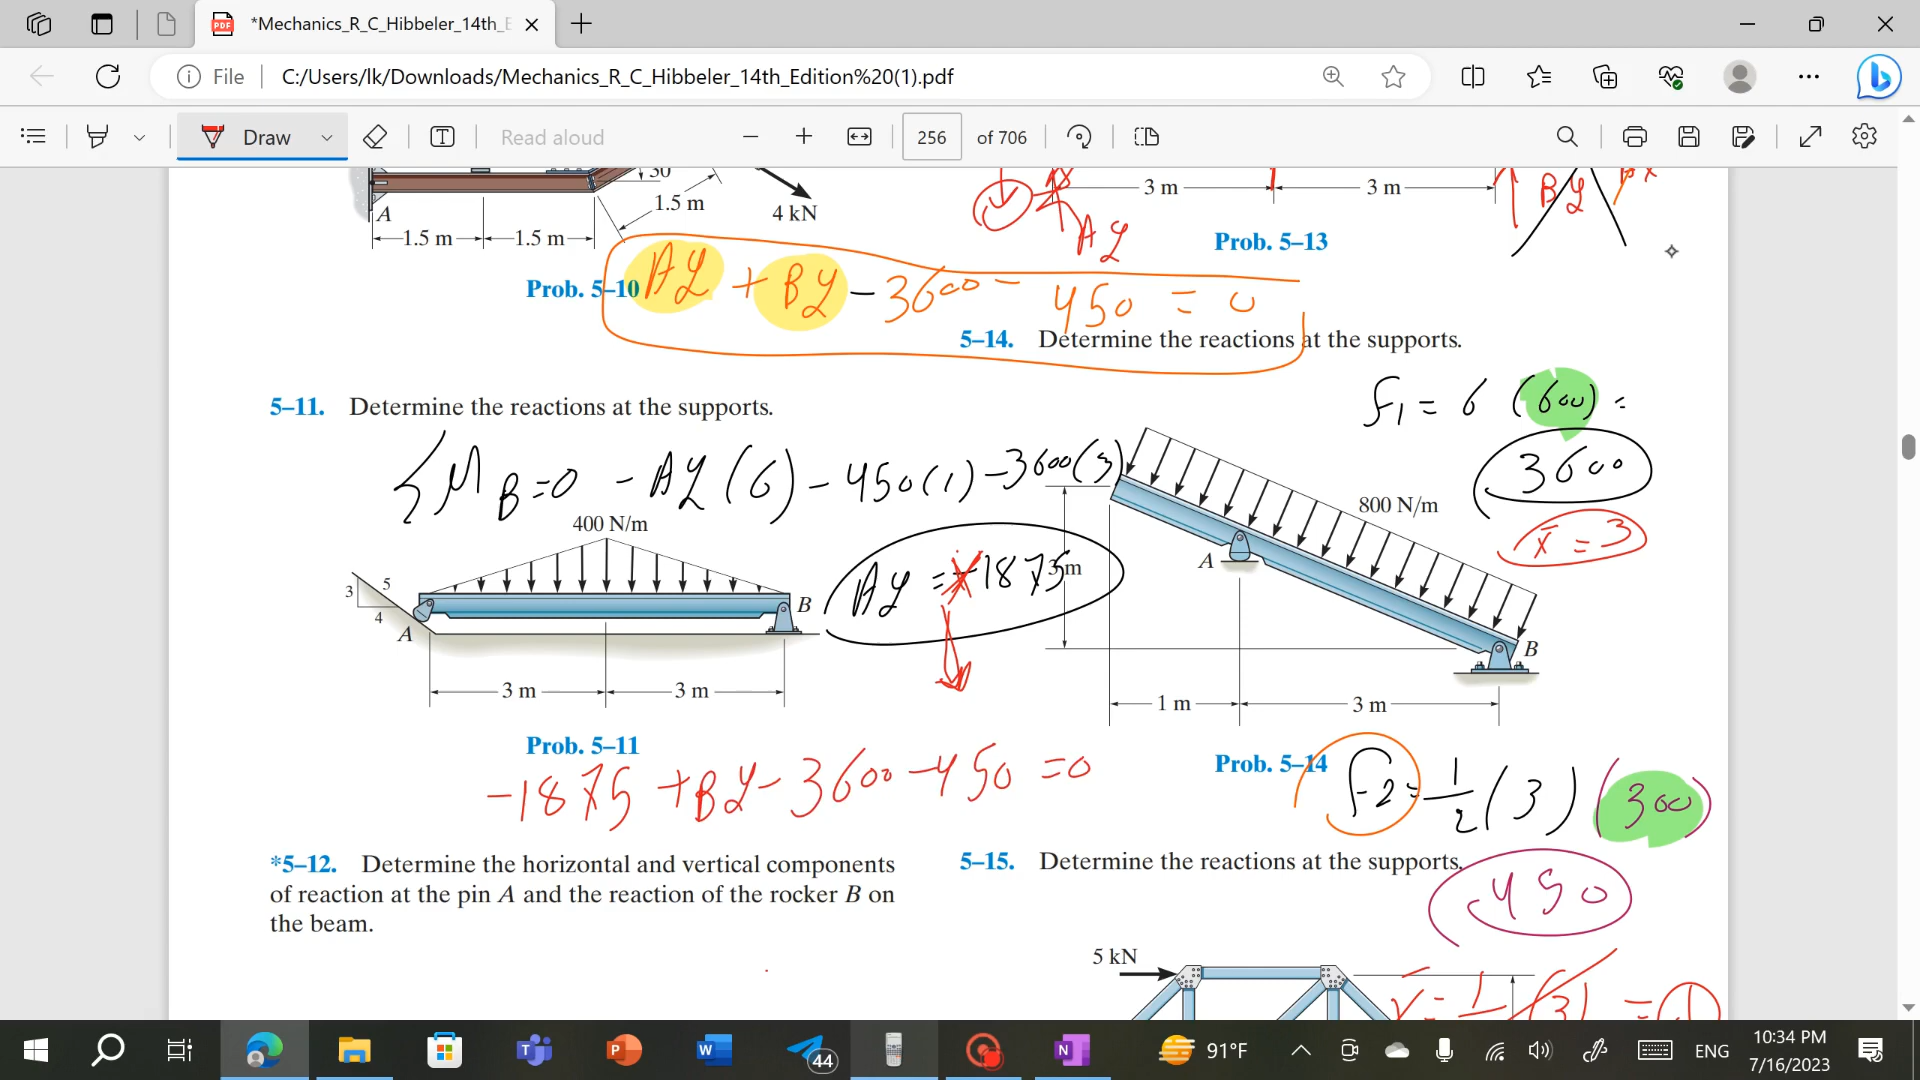 *Mechanics_R_C_Hibbeler_14th_E
File
C:/Users/lk/Downloads/Mechanics_R_C_Hibbeler_14th_Edition%20(1).pdf
Draw
Read aloud
256 of 706
A
1.5 m
1.5 m
1.5 m
30
4 kN
Prob. 5–10
3 m
3 m
Ay
By
Prob. 5–13
Ay + By - 3600 - 450 = 0
5–14. Determine the reactions at the supports.
5–11. Determine the reactions at the supports.
F1 = 6 (600) =
3600
x̄ = 3
ΣM B=0 - Ay (6) - 450(1) - 3600(3)
400 N/m
3
5
4
A
B
3 m
3 m
Prob. 5–11
Ay = -1875
800 N/m
3 m
A
B
1 m
3 m
Prob. 5–14
F2 = 1/2 (3) (300)
450
-1875 + By - 3600 - 450 = 0
*5–12. Determine the horizontal and vertical components
of reaction at the pin A and the reaction of the rocker B on
the beam.
5–15. Determine the reactions at the supports.
5 kN
44
91°F
ENG
10:34 PM
7/16/2023